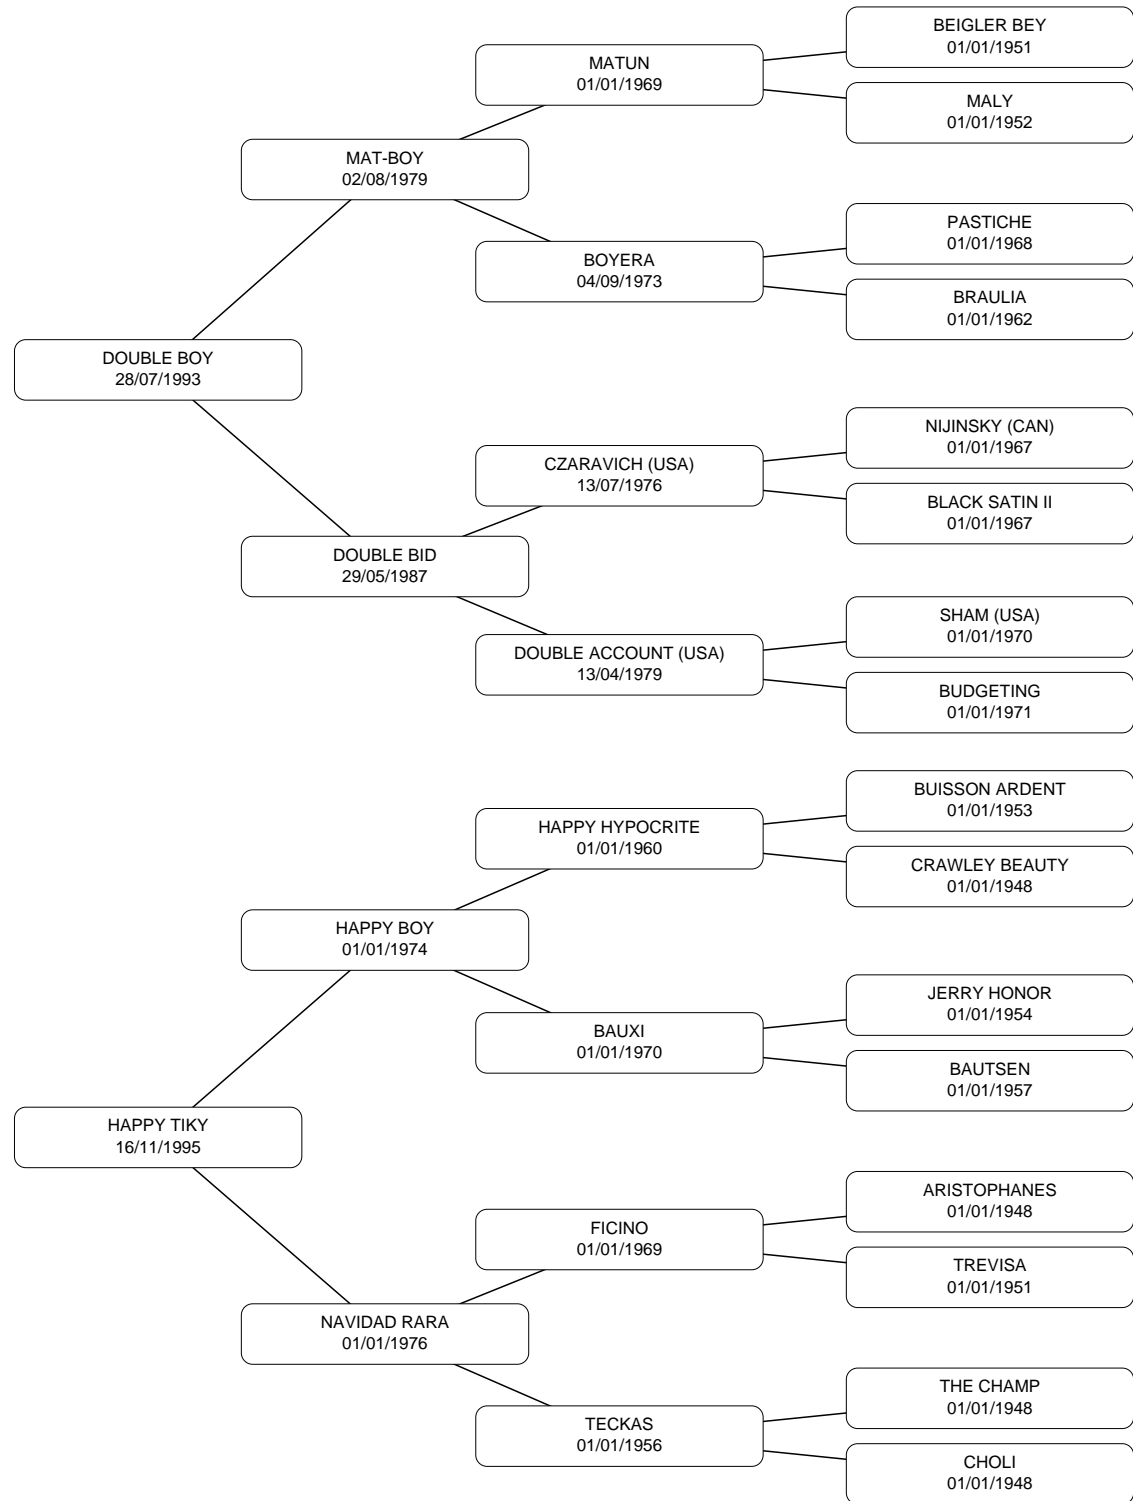 BEIGLER BEY
01/01/1951
MATUN
01/01/1969
MALY
01/01/1952
MAT-BOY
02/08/1979
PASTICHE
01/01/1968
BOYERA
04/09/1973
BRAULIA
01/01/1962
DOUBLE BOY
28/07/1993
NIJINSKY (CAN)
01/01/1967
CZARAVICH (USA)
13/07/1976
BLACK SATIN II
01/01/1967
DOUBLE BID
29/05/1987
SHAM (USA)
01/01/1970
DOUBLE ACCOUNT (USA)
13/04/1979
BUDGETING
01/01/1971
BUISSON ARDENT
01/01/1953
HAPPY HYPOCRITE
01/01/1960
CRAWLEY BEAUTY
01/01/1948
HAPPY BOY
01/01/1974
JERRY HONOR
01/01/1954
BAUXI
01/01/1970
BAUTSEN
01/01/1957
HAPPY TIKY
16/11/1995
ARISTOPHANES
01/01/1948
FICINO
01/01/1969
TREVISA
01/01/1951
NAVIDAD RARA
01/01/1976
THE CHAMP
01/01/1948
TECKAS
01/01/1956
CHOLI
01/01/1948